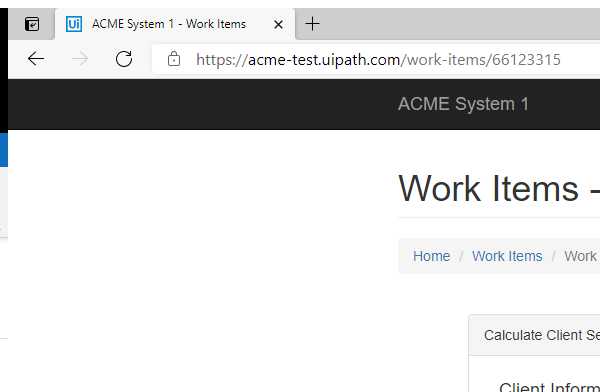 Ui ACME System 1 - Work Items
https://acme-test.uipath.com/work-items/66123315
ACME System 1
Work Items -
Home / Work Items / Work
Calculate Client Se
Client Inform